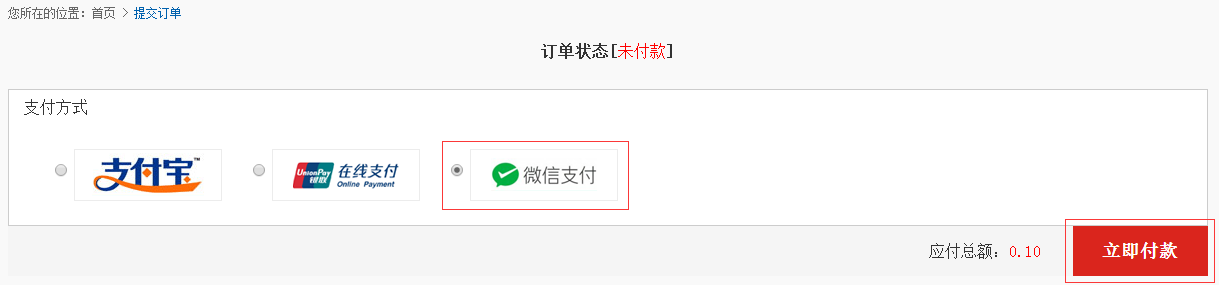 您所在的位置：首页 > 提交订单
订单状态[未付款]
支付方式
支付宝™ UnionPay 银联 在线支付 Online Payment 微信支付
应付总额：0.10 立即付款